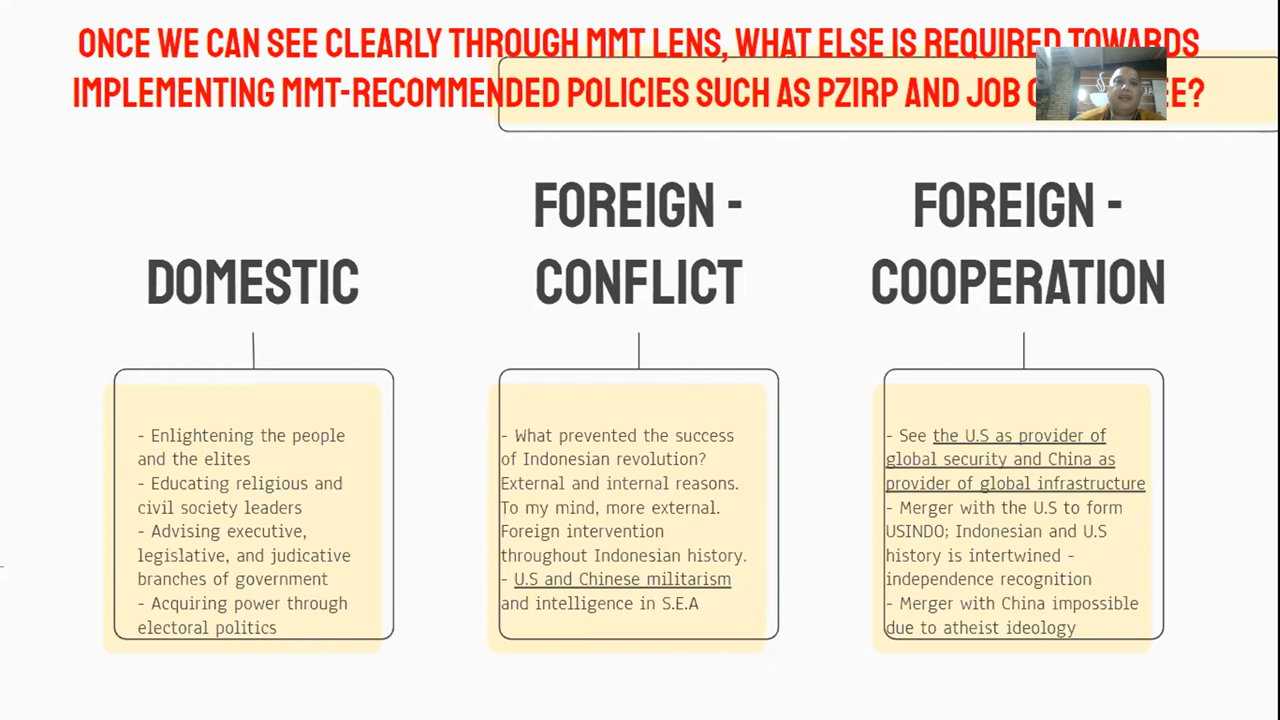 ONCE WE CAN SEE CLEARLY THROUGH MMT LENS, WHAT ELSE IS REQUIRED TOWARDS
IMPLEMENTING MMT-RECOMMENDED POLICIES SUCH AS PZIRP AND JOB
DOMESTIC
- Enlightening the people
and the elites
- Educating religious and
civil society leaders
- Advising executive,
legislative, and judicative
branches of government
- Acquiring power through
electoral politics
FOREIGN -
CONFLICT
- What prevented the success
of Indonesian revolution?
External and internal reasons.
To my mind, more external.
Foreign intervention
throughout Indonesian history.
- U.S and Chinese militarism
and intelligence in S.E.A
FOREIGN -
COOPERATION
- See the U.S as provider of
global security and China as
provider of global infrastructure
- Merger with the U.S to form
USINDO; Indonesian and U.S
history is intertwined -
independence recognition
- Merger with China impossible
due to atheist ideology